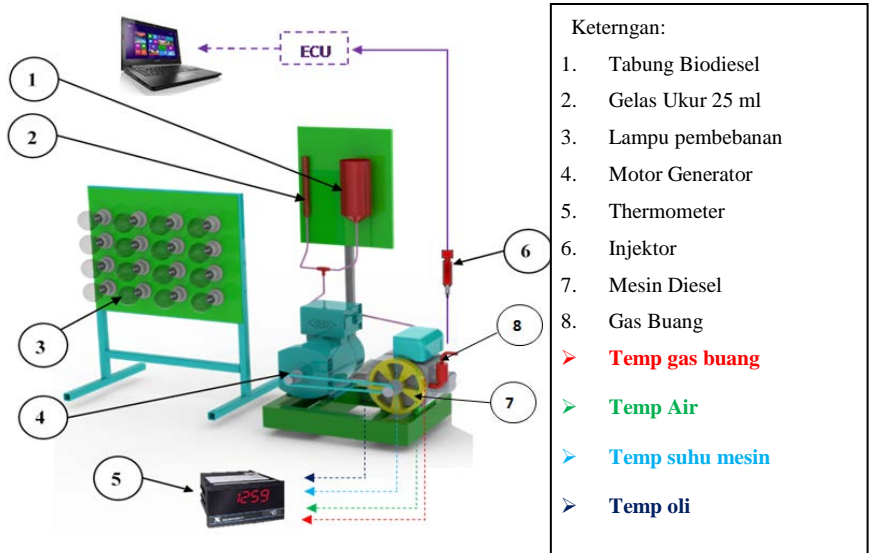 ECU
1
2
3
4
5
6
7
8
1259
Keterngan:
1. Tabung Biodiesel
2. Gelas Ukur 25 ml
3. Lampu pembebanan
4. Motor Generator
5. Thermometer
6. Injektor
7. Mesin Diesel
8. Gas Buang
➢ Temp gas buang
➢ Temp Air
➢ Temp suhu mesin
➢ Temp oli